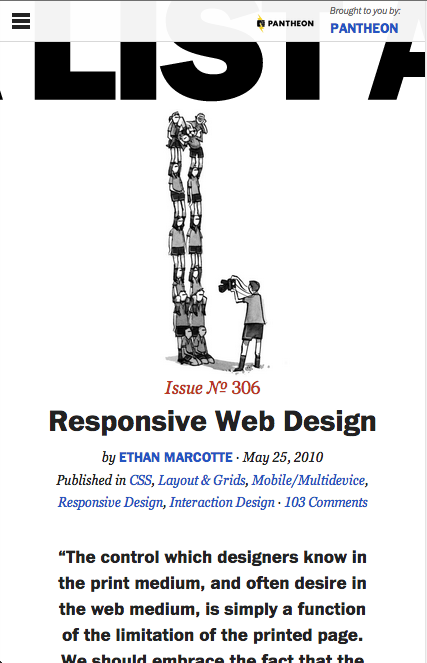 Brought to you by:
PANTHEON PANTHEON
A LIST A
Issue № 306
Responsive Web Design
by ETHAN MARCOTTE · May 25, 2010
Published in CSS, Layout & Grids, Mobile/Multidevice,
Responsive Design, Interaction Design · 103 Comments
“The control which designers know in
the print medium, and often desire in
the web medium, is simply a function
of the limitation of the printed page.
We should embrace the fact that the